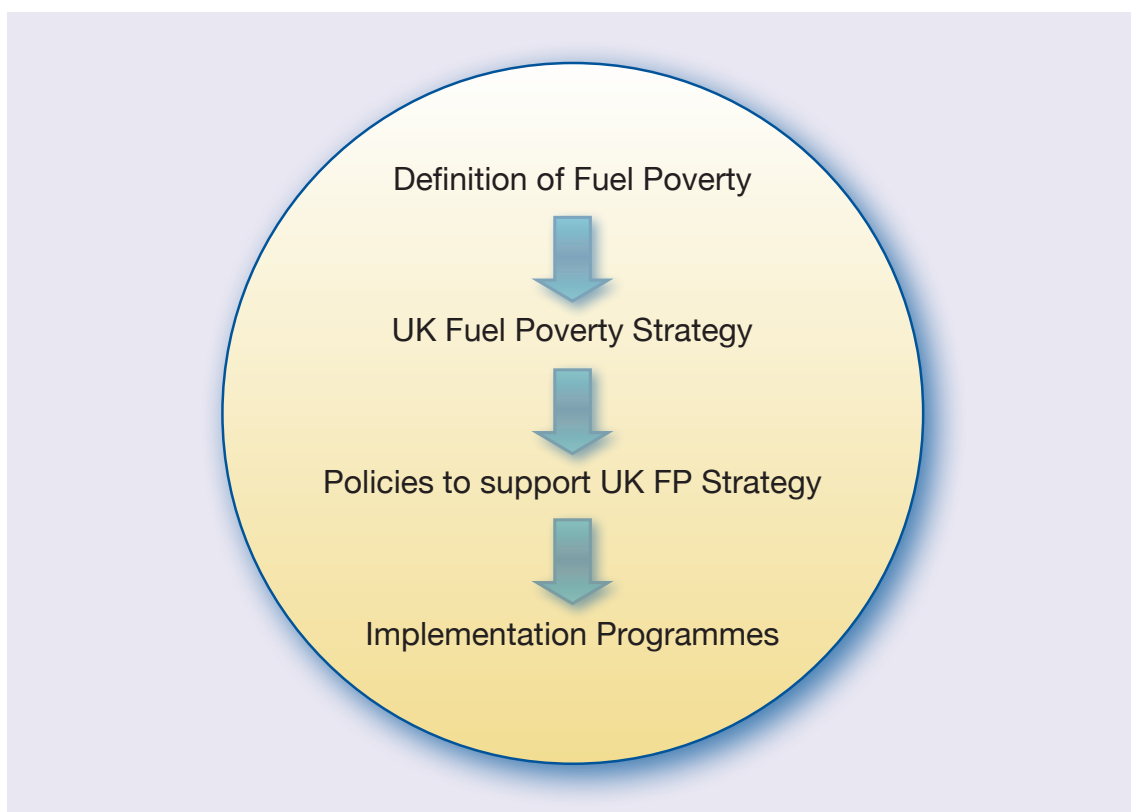 Definition of Fuel Poverty
UK Fuel Poverty Strategy
Policies to support UK FP Strategy
Implementation Programmes